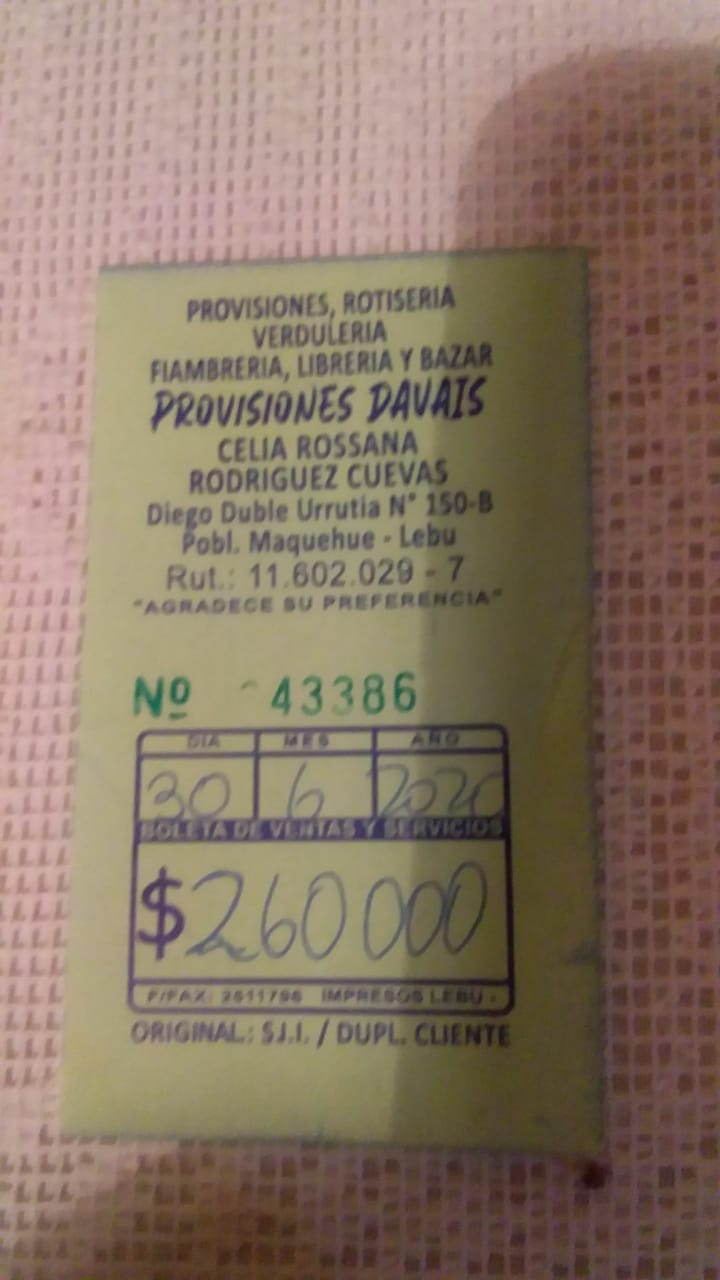 PROVISIONES, ROTISERIA
VERDULERIA
FIAMBRERIA, LIBRERIA Y BAZAR
PROVISIONES DAVAIS
CELIA ROSSANA
RODRIGUEZ CUEVAS
Diego Duble Urrutia N° 150-B
Pobl. Maquehue - Lebu
Rut.: 11.602.029 - 7
"AGRADECE SU PREFERENCIA"
Nº 43386
DIA MES AÑO
30 6 2020
BOLETA DE VENTAS Y SERVICIOS
$260000
F/FAX: 2511796 IMPRESOS LEBU -
ORIGINAL: S.I.I. / DUPL. CLIENTE